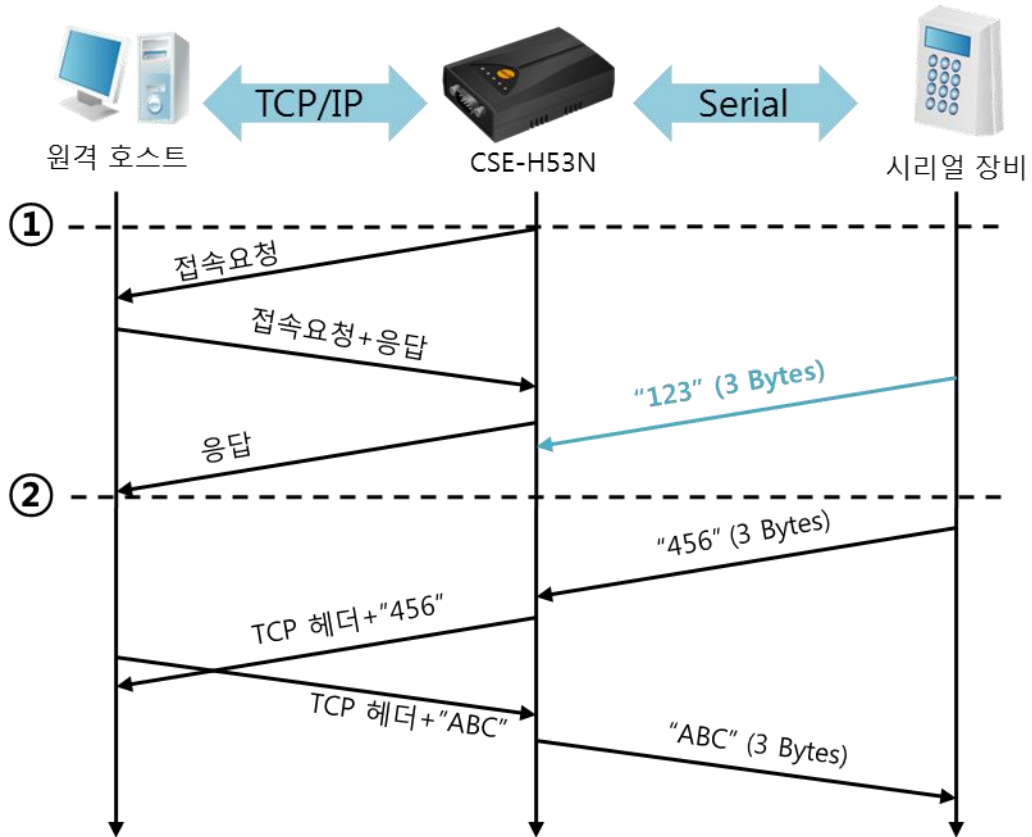 TCP/IP
Serial
원격 호스트
CSE-H53N
시리얼 장비
①
접속요청
접속요청+응답
“123” (3 Bytes)
응답
②
“456” (3 Bytes)
TCP 헤더+”456”
TCP 헤더+”ABC”
“ABC” (3 Bytes)